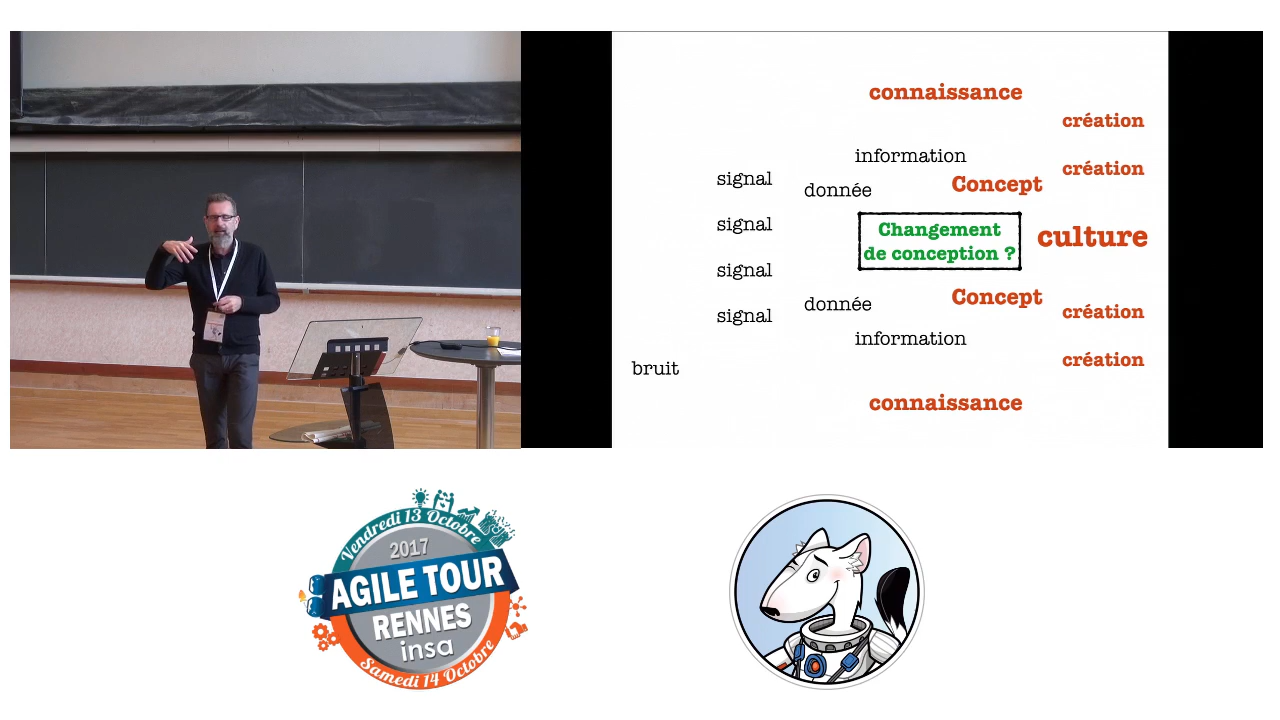 connaissance
création
information
création
signal
donnée
Concept
signal
Changement
de conception ?
culture
signal
donnée
Concept
signal
création
information
création
bruit
connaissance
Vendredi 13 Octobre
2017
AGILE TOUR
RENNES
insa
Samedi 14 Octobre